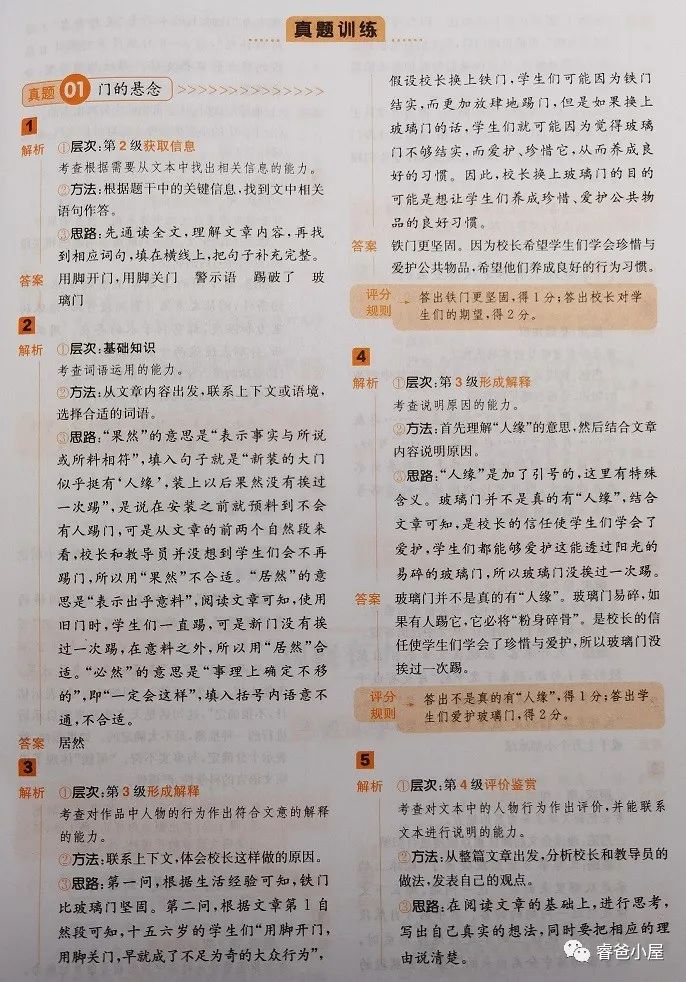 真题训练
真题 01 门的悬念
1
解析 ①层次:第2级获取信息
考查根据需要从文本中找出相关信息的能力。
②方法:根据题干中的关键信息,找到文中相关
语句作答。
③思路:先通读全文,理解文章内容,再找
到相应词句,填在横线上,把句子补充完整。
答案 用脚开门,用脚关门 警示语 踢破了 玻
璃门
2
解析 ①层次:基础知识
考查词语运用的能力。
②方法:从文章内容出发,联系上下文或语境,
选择合适的词语。
③思路:“果然”的意思是“表示事实与所说
或所料相符”,填入句子就是“新装的大门
似乎挺有‘人缘’,装上以后果然没有挨过
一次踢”,是说在安装之前就预料到不会
有人踢门,可是从文章的前两个自然段来
看,校长和教导员并没想到学生们会不再
踢门,所以用“果然”不合适。“居然”的意
思是“表示出乎意料”,阅读文章可知,使用
旧门时,学生们一直踢,可是新门没有挨
过一次踢,在意料之外,所以用“居然”合
适。“必然”的意思是“事理上确定不移
的”,即“一定会这样”,填入括号内语意不
通,不合适。
答案 居然
3
解析 ①层次:第3级形成解释
考查对作品中人物的行为作出符合文意的解释
的能力。
②方法:联系上下文,体会校长这样做的原因。
③思路:第一问,根据生活经验可知,铁门
比玻璃门坚固。第二问,根据文章第1自
然段可知,十五六岁的学生们“用脚开门,
用脚关门,早就成了不足为奇的大众行为”,
假设校长换上铁门,学生们可能因为铁门
结实,而更加放肆地踢门,但是如果换上
玻璃门的话,学生们就可能因为觉得玻璃
门不够结实,而爱护、珍惜它,从而养成良
好的习惯。因此,校长换上玻璃门的目的
可能是想让学生们养成珍惜、爱护公共物
品的良好习惯。
答案 铁门更坚固。因为校长希望学生们学会珍惜与
爱护公共物品,希望他们养成良好的行为习惯。
评分规则 答出铁门更坚固,得1分;答出校长对学
生们的期望,得2分。
4
解析 ①层次:第3级形成解释
考查说明原因的能力。
②方法:首先理解“人缘”的意思,然后结合文章
内容说明原因。
③思路:“人缘”是加了引号的,这里有特殊
含义。玻璃门并不是真的有“人缘”,结合
文章可知,是校长的信任使学生们学会了
爱护,学生们都能够爱护这能透过阳光的
易碎的玻璃门,所以玻璃门没挨过一次踢。
答案 玻璃门并不是真的有“人缘”。玻璃门易碎,如
果有人踢它,它必将“粉身碎骨”。是校长的信
任使学生们学会了珍惜与爱护,所以玻璃门没
挨过一次踢。
评分规则 答出不是真的有“人缘”,得1分;答出学
生们爱护玻璃门,得2分。
5
解析 ①层次:第4级评价鉴赏
考查对文本中的人物行为作出评价,并能联系
文本进行说明的能力。
②方法:从整篇文章出发,分析校长和教导员的
做法,发表自己的观点。
③思路:在阅读文章的基础上,进行思考,
写出自己真实的想法,同时要把相应的理
由说清楚。
睿爸小屋